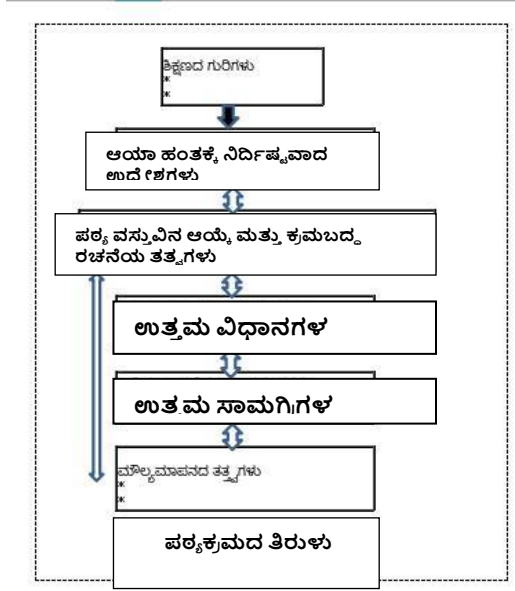 ಶಿಕ್ಷಣದ ಗುರಿಗಳು
*
*
ಆಯಾ ಹಂತಕ್ಕೆ ನಿರ್ದಿಷ್ಟವಾದ
ಉದ್ದೇಶಗಳು
ಪಠ್ಯ ವಸ್ತುವಿನ ಆಯ್ಕೆ ಮತ್ತು ಕ್ರಮಬದ್ದ
ರಚನೆಯ ತತ್ವಗಳು
ಉತ್ತಮ ವಿಧಾನಗಳ
ಉತ್ತಮ ಸಾಮಗ್ರಿಗಳ
ಮೌಲ್ಯಮಾಪನದ ತತ್ತ್ವಗಳು
*
*
ಪಠ್ಯಕ್ರಮದ ತಿರುಳು